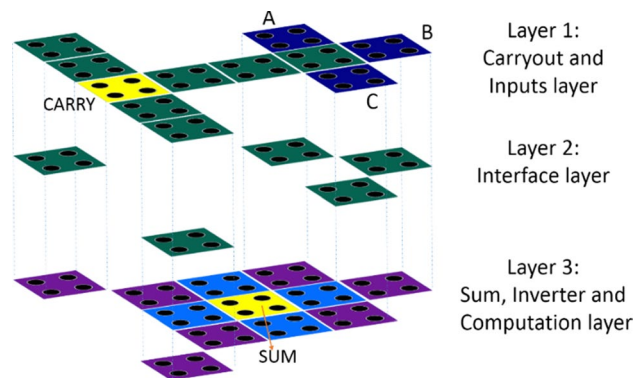 A
B
Layer 1:
Carryout and
Inputs layer
CARRY
C
Layer 2:
Interface layer
Layer 3:
Sum, Inverter and
Computation layer
SUM